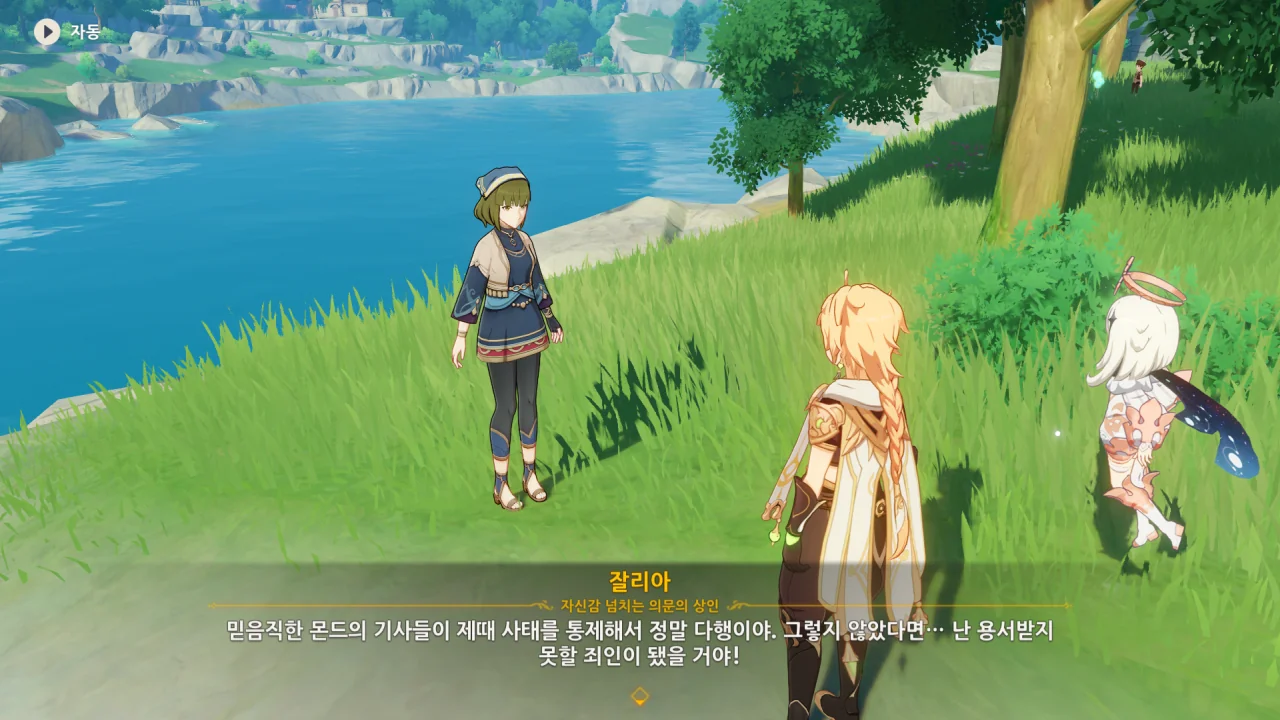 자동
잘리아
자신감 넘치는 의문의 상인
믿음직한 몬드의 기사들이 제때 사태를 통제해서 정말 다행이야. 그렇지 않았다면… 난 용서받지
못할 죄인이 됐을 거야!